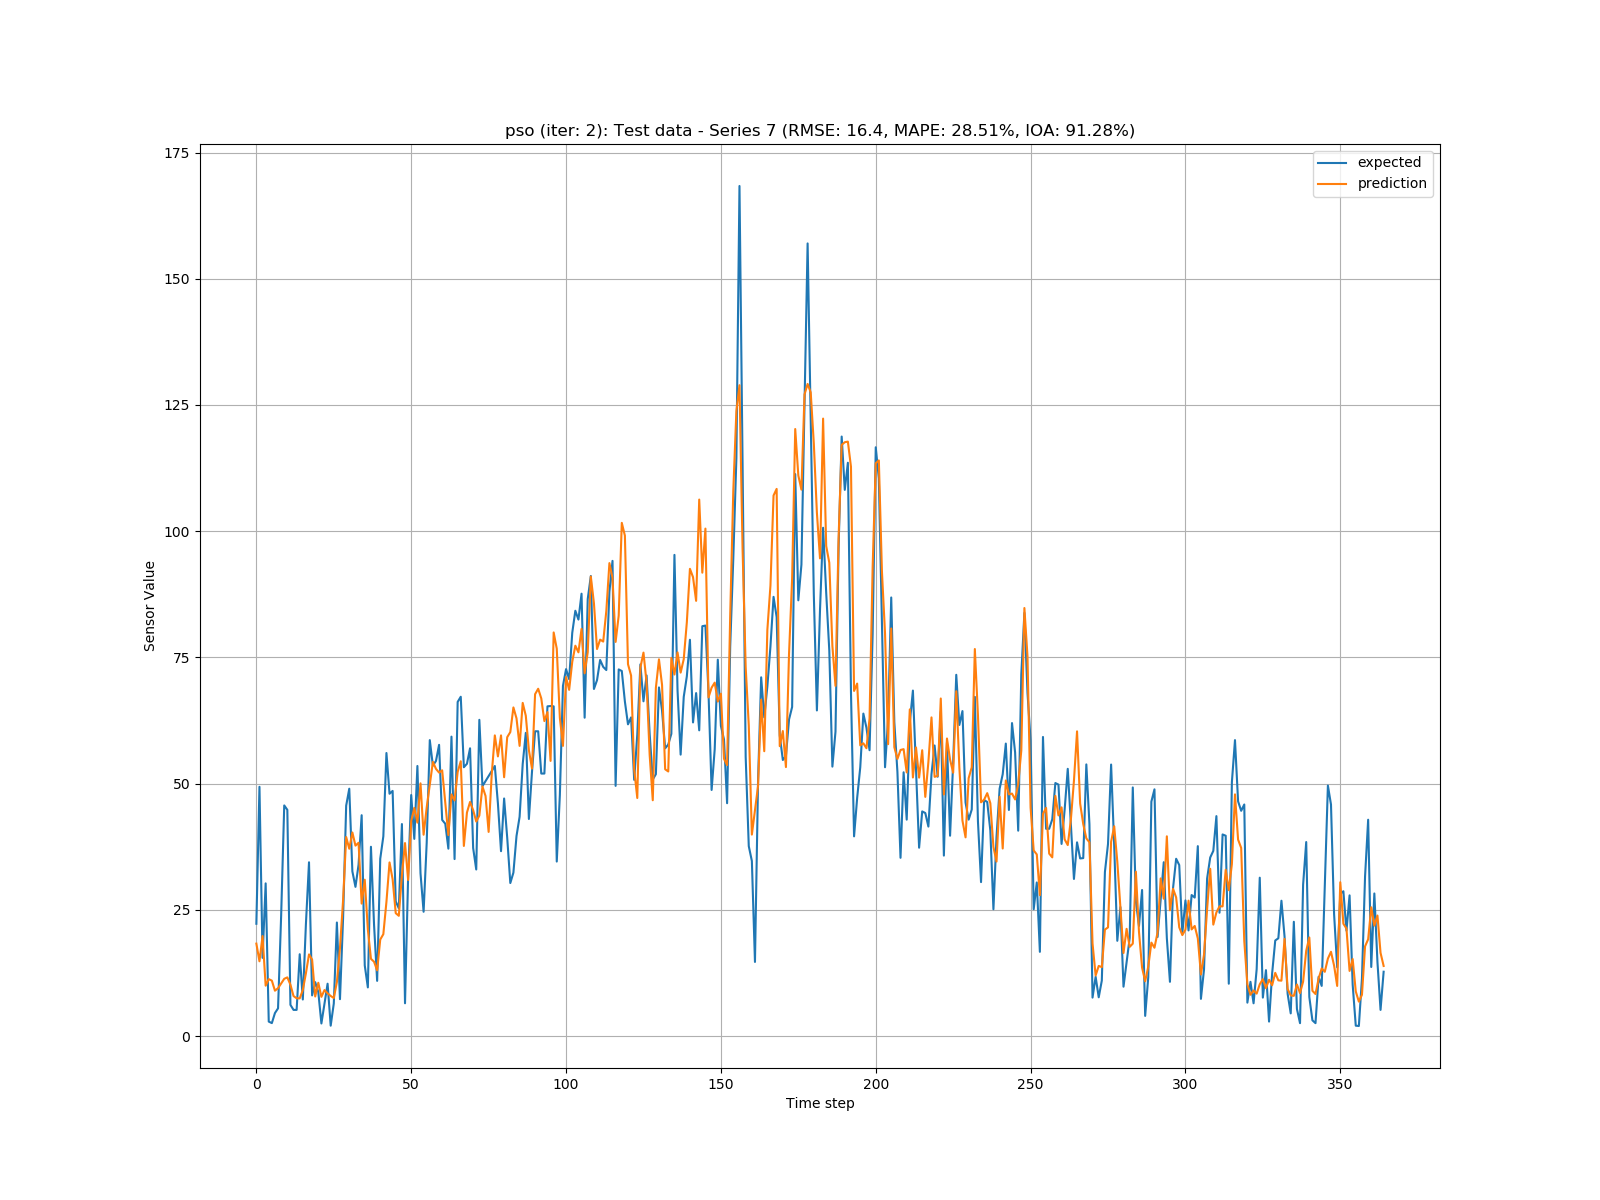 pso (iter: 2): Test data - Series 7 (RMSE: 16.4, MAPE: 28.51%, IOA: 91.28%)
expected
prediction
175
150
125
100
75
50
25
0
Sensor Value
0 50 100 150 200 250 300 350
Time step